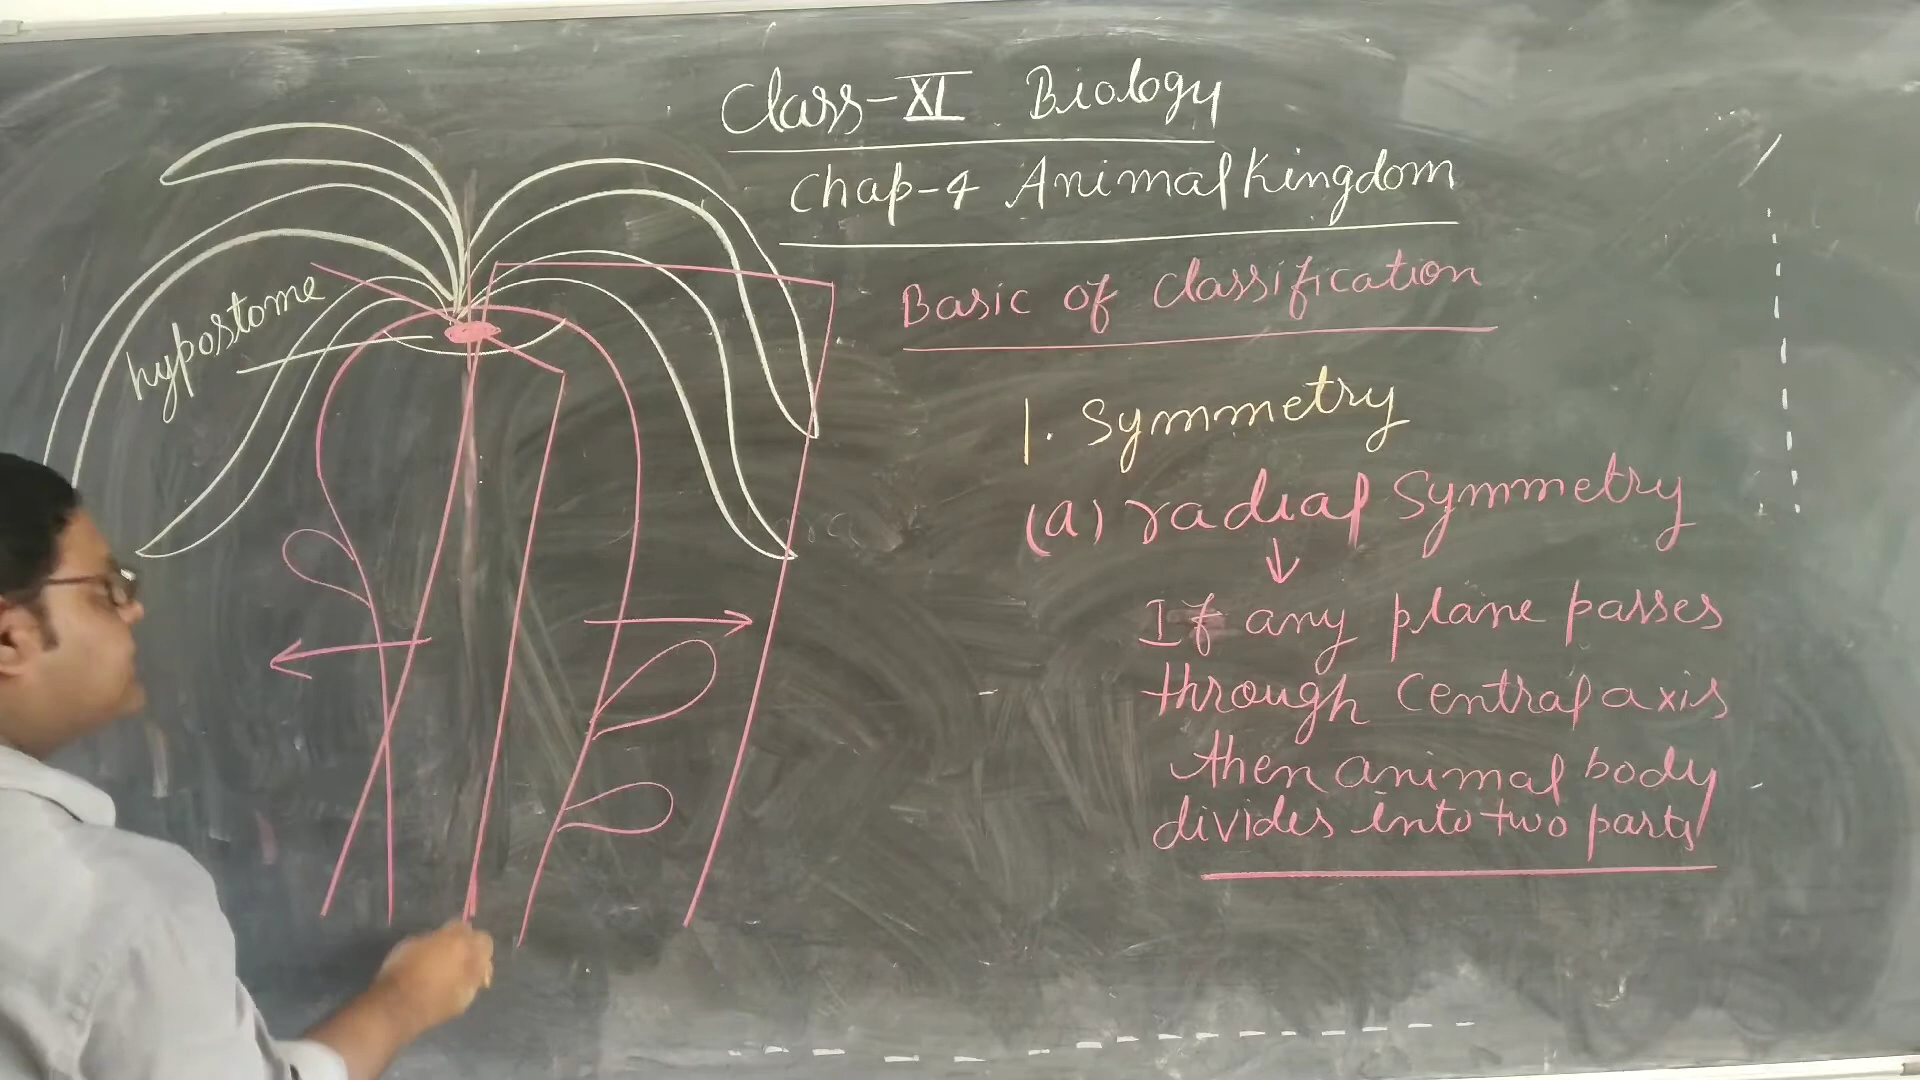 Class-XI Biology
Chap-4 Animal Kingdom
Basic of Classification
hypostome
1. Symmetry
(a) radial Symmetry
↓
If any plane passes
through Central axis
then animal body
divides into two parts